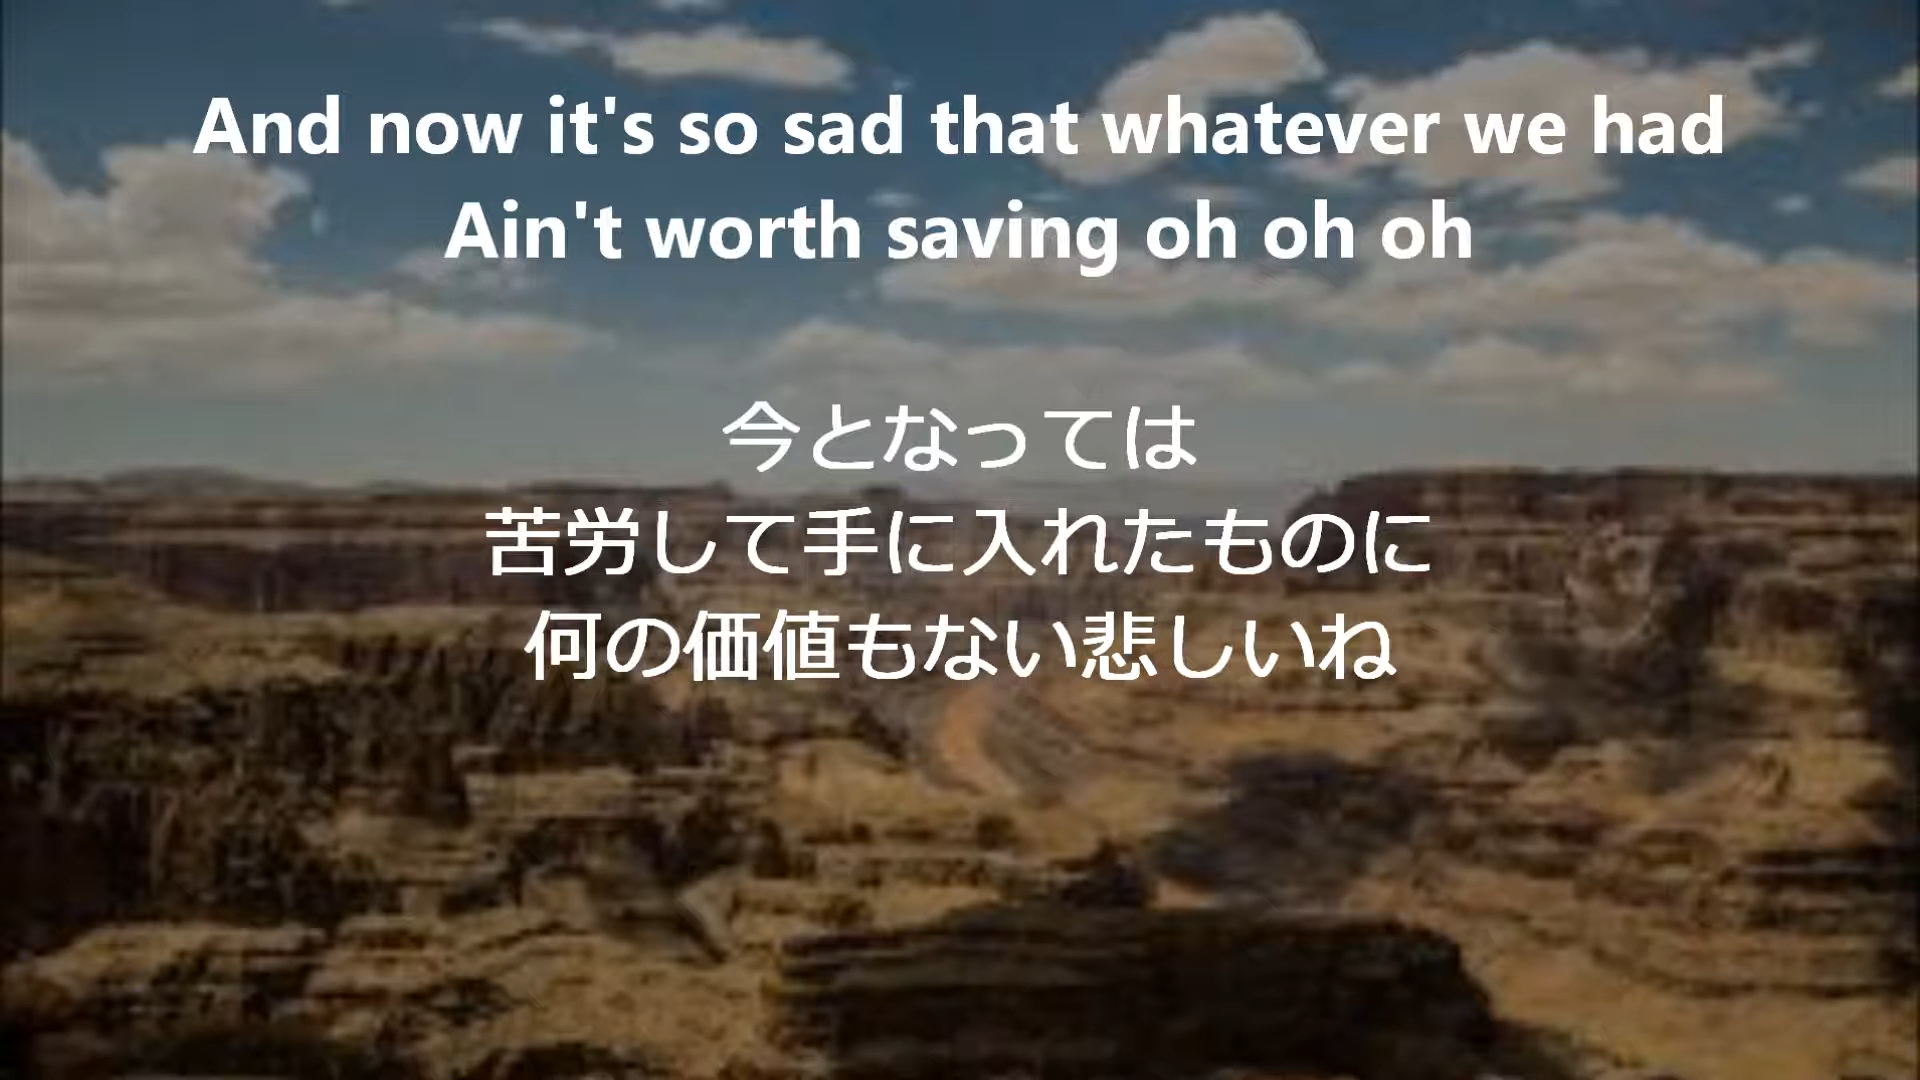 And now it's so sad that whatever we had
Ain't worth saving oh oh oh
今となっては
苦労して手に入れたものに
何の価値もない悲しいね